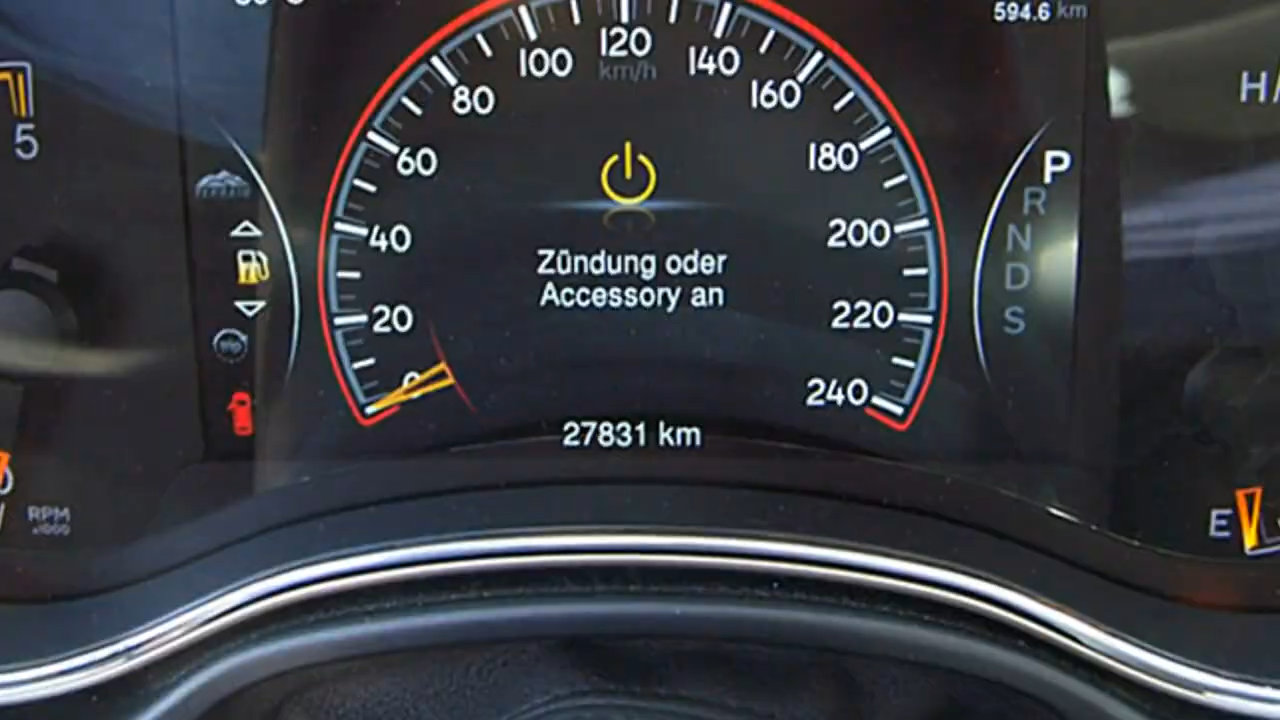 594.6 km
120
km/h
100
140
80
160
60
180
40
200
20
220
0
240
5
H
P
R
N
D
S
Zündung oder
Accessory an
27831 km
RPM
x1000
E